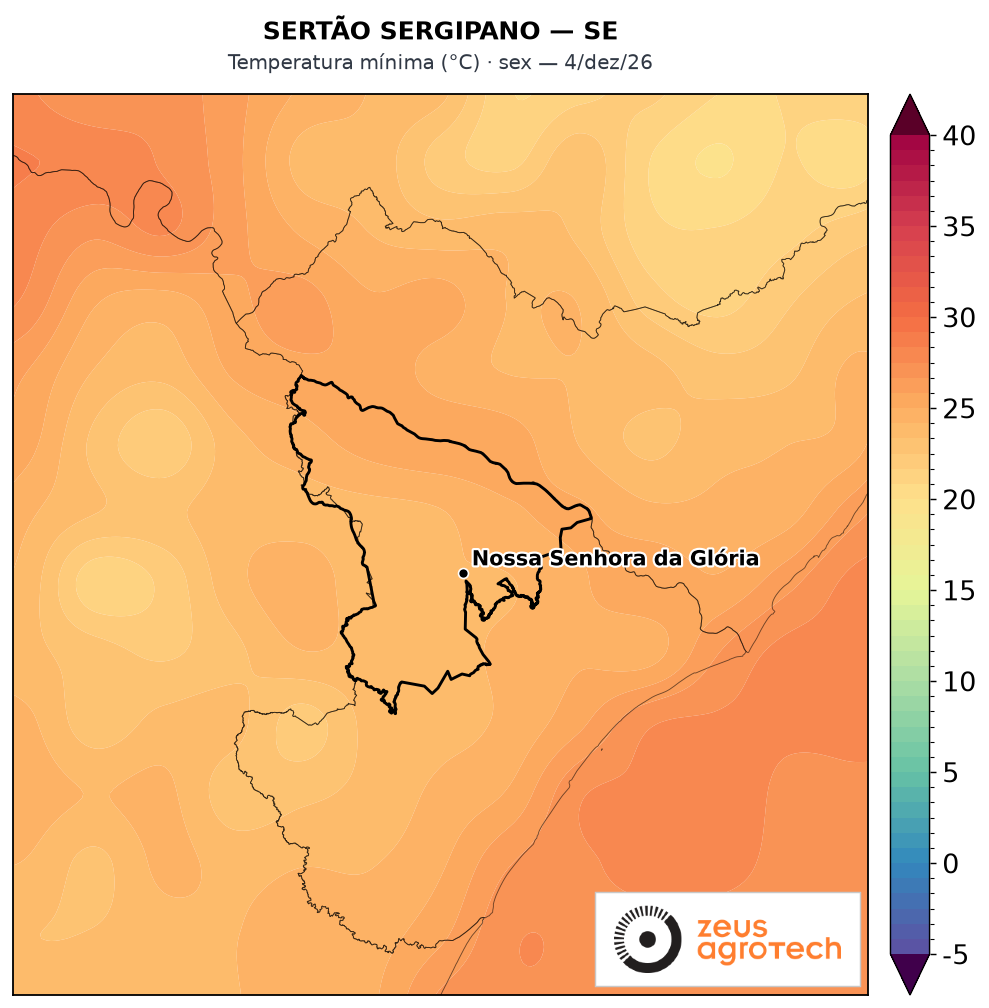 SERTÃO SERGIPANO — SE
Temperatura mínima (°C) · sex — 4/dez/26
40
35
30
25
20
15
10
5
0
-5
Nossa Senhora da Glória
zeus
agrotech